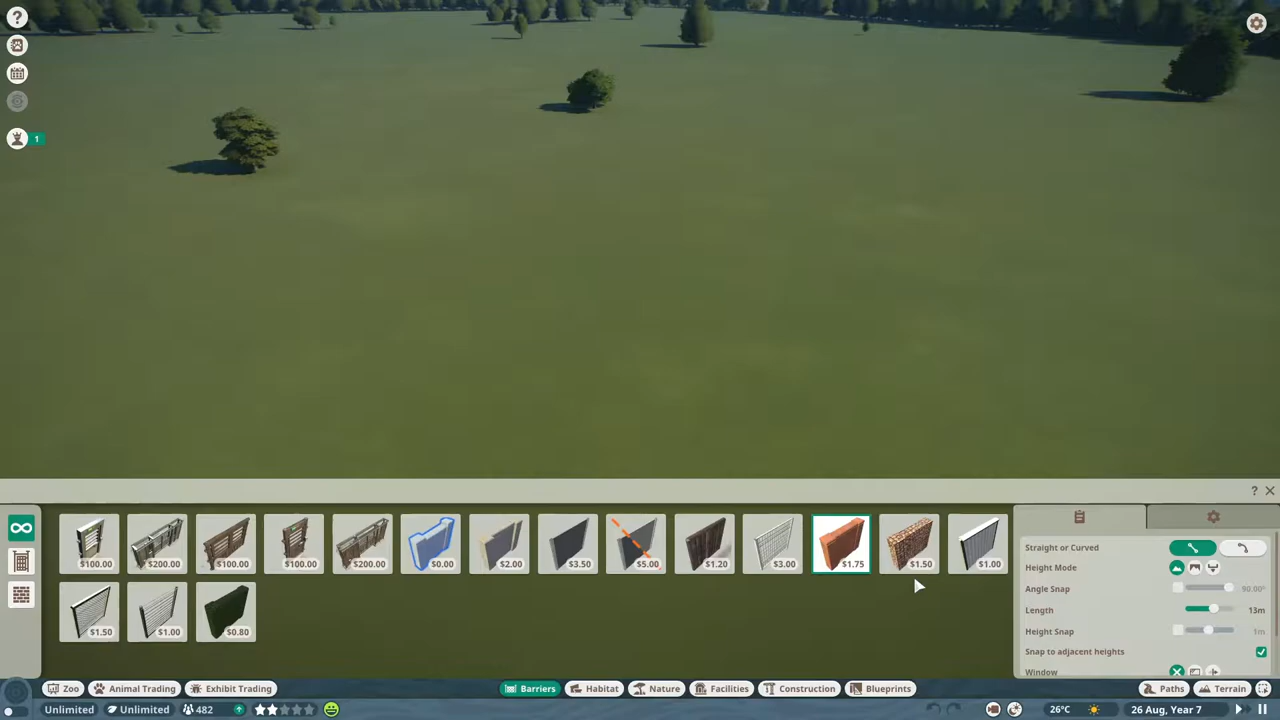 ?
1
? ×
$100.00 $200.00 $100.00 $100.00 $200.00 $0.00 $2.00 $3.50 $5.00 $1.20 $3.00 $1.75 $1.50 $1.00
$1.50 $1.00 $0.80
Straight or Curved
Height Mode
Angle Snap 90.00°
Length 13m
Height Snap 1m
Snap to adjacent heights
Window
Zoo Animal Trading Exhibit Trading Barriers Habitat Nature Facilities Construction Blueprints Paths Terrain
Unlimited Unlimited 482 26°C 26 Aug, Year 7